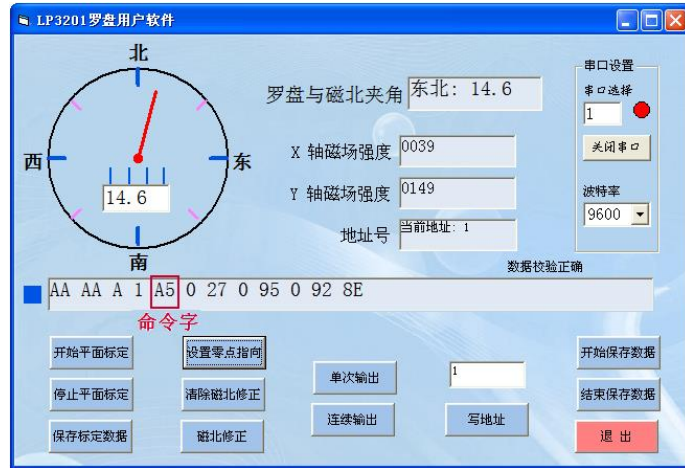 LP3201罗盘用户软件
北
西
东
南
14.6
罗盘与磁北夹角 东北: 14.6
X 轴磁场强度 0039
Y 轴磁场强度 0149
地址号 当前地址: 1
串口设置
串口选择
1
关闭串口
波特率
9600
数据校验正确
AA AA A 1 A5 0 27 0 95 0 92 8E
命令字
开始平面标定 设置零点指向 开始保存数据
单次输出 1
停止平面标定 清除磁北修正 结束保存数据
连续输出 写地址
保存标定数据 磁北修正 退 出